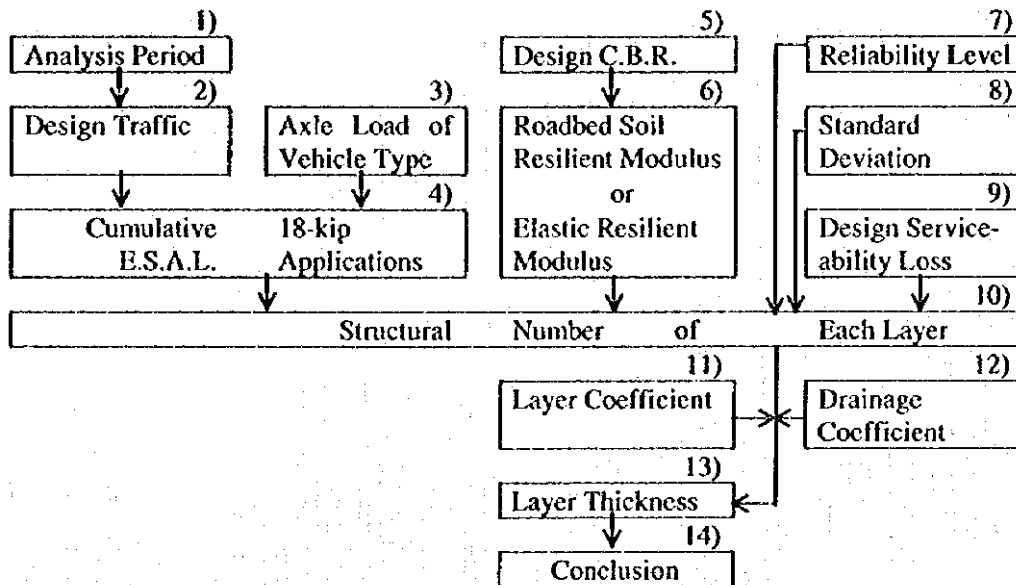 1)
Analysis Period
2)
Design Traffic
3)
Axle Load of
Vehicle Type
4)
Cumulative 18-kip
E.S.A.L. Applications
5)
Design C.B.R.
6)
Roadbed Soil
Resilient Modulus
or
Elastic Resilient
Modulus
7)
Reliability Level
8)
Standard
Deviation
9)
Design Service-
ability Loss
10)
Structural Number of Each Layer
11)
Layer Coefficient
12)
Drainage
Coefficient
13)
Layer Thickness
14)
Conclusion